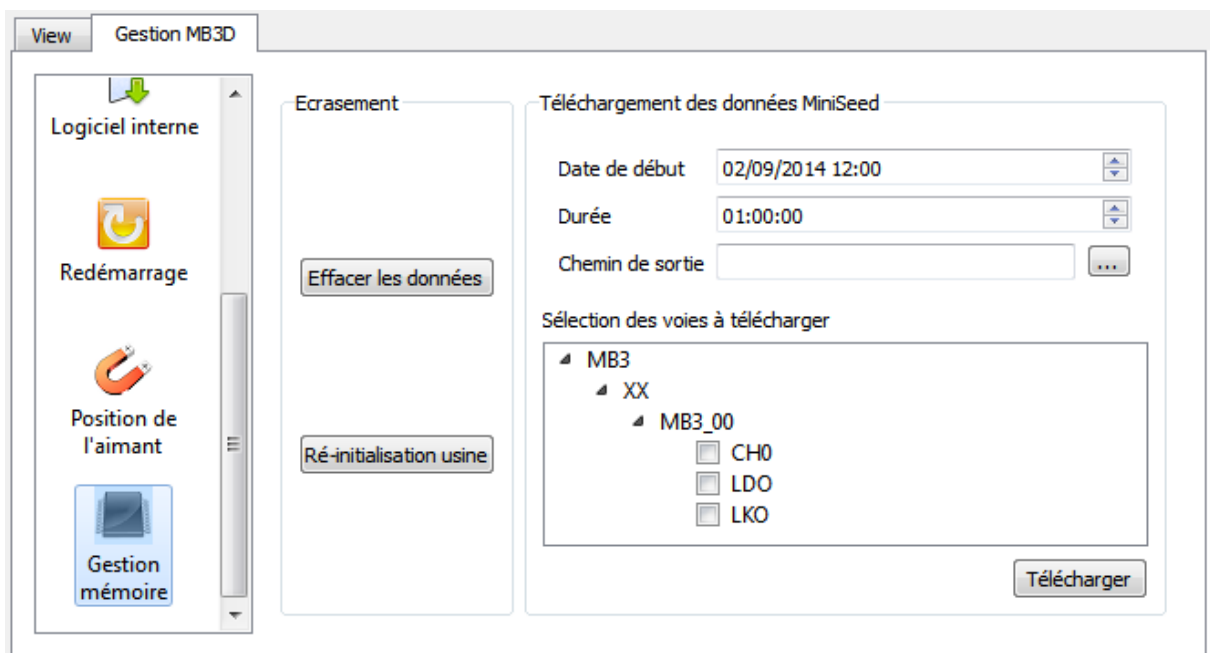 View
Gestion MB3D
Logiciel interne
Redémarrage
Position de
l'aimant
Gestion
mémoire
Ecrasement
Effacer les données
Ré-initialisation usine
Téléchargement des données MiniSeed
Date de début
02/09/2014 12:00
Durée
01:00:00
Chemin de sortie
...
Sélection des voies à télécharger
MB3
XX
MB3_00
CH0
LDO
LKO
Télécharger